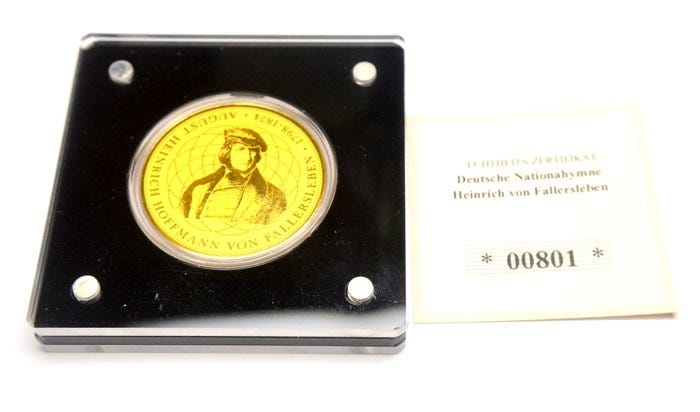 AUGUST HEINRICH HOFFMANN VON FALLERSLEBEN · 1798-1874 ·
ECHTHEITS ZERTIFIKAT
Deutsche Nationahymne
Heinrich von Fallersleben
* 00801 *